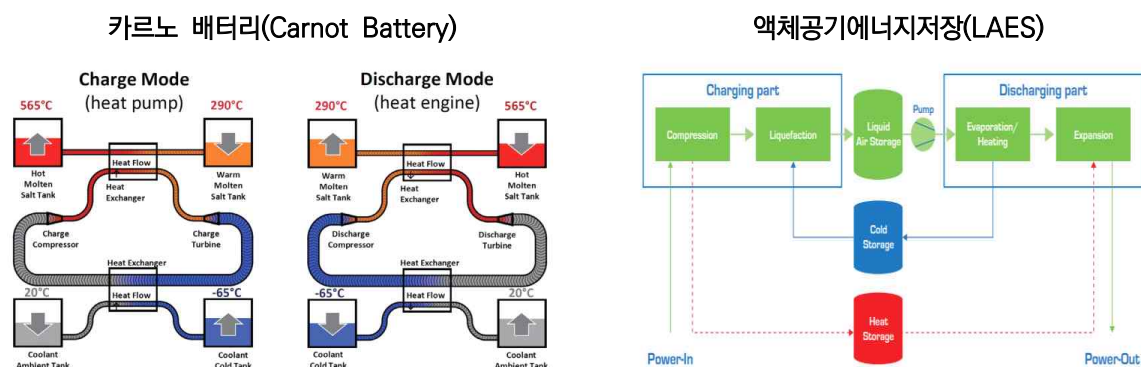 카르노 배터리(Carnot Battery)
Charge Mode
(heat pump)
565°C
290°C
Hot
Molten
Salt Tank
Heat Flow
Heat
Exchanger
Warm
Molten
Salt Tank
Charge
Compressor
Charge
Turbine
Heat Exchanger
Heat Flow
20°C
-65°C
Coolant
Ambient Tank
Coolant
Cold Tank
Discharge Mode
(heat engine)
290°C
565°C
Warm
Molten
Salt Tank
Heat Flow
Heat
Exchanger
Hot
Molten
Salt Tank
Discharge
Compressor
Discharge
Turbine
Heat Exchanger
Heat Flow
-65°C
20°C
Coolant
Cold Tank
Coolant
Ambient Tank
액체공기에너지저장(LAES)
Charging part
Discharging part
Compression
Liquefaction
Liquid
Air Storage
Pump
Evaporation/
Heating
Expansion
Cold
Storage
Heat
Storage
Power-In
Power-Out